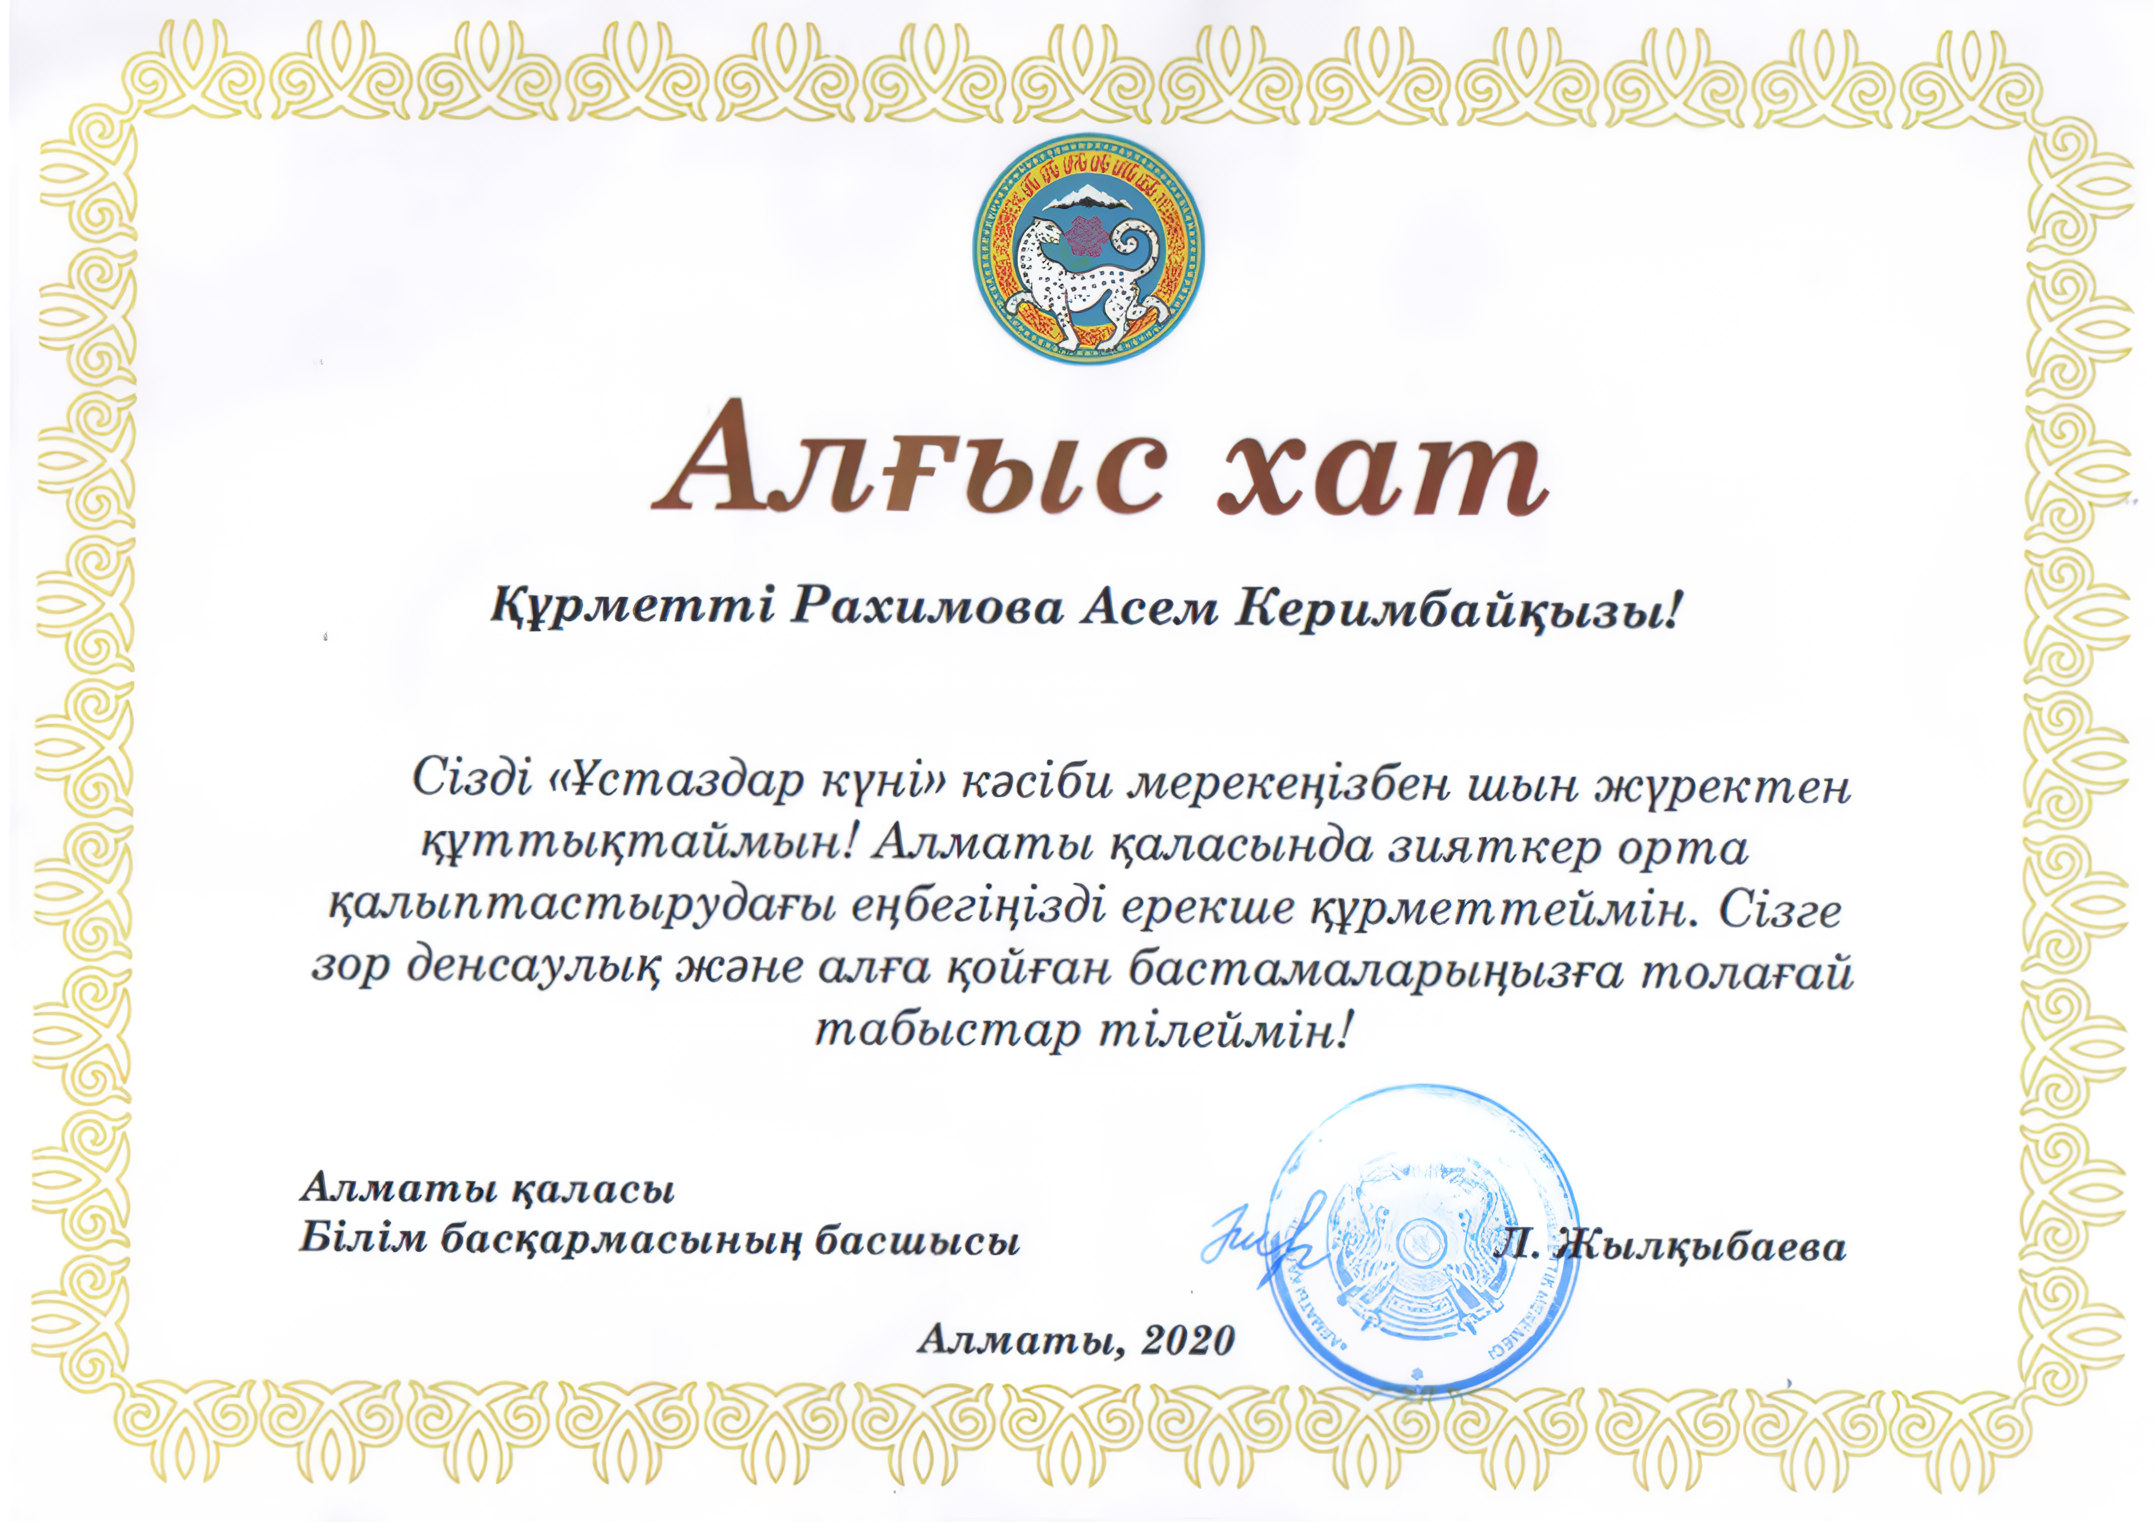 Алғыс хат
Құрметті Рахимова Асем Керимбайқызы!
Сізді «Ұстаздар күні» кәсіби мерекеңізбен шын жүректен
құттықтаймын! Алматы қаласында зияткер орта
қалыптастырудағы еңбегіңізді ерекше құрметтеймін. Сізге
зор денсаулық және алға қойған бастамаларыңызға толағай
табыстар тілеймін!
Алматы қаласы
Білім басқармасының басшысы
Л. Жылқыбаева
Алматы, 2020